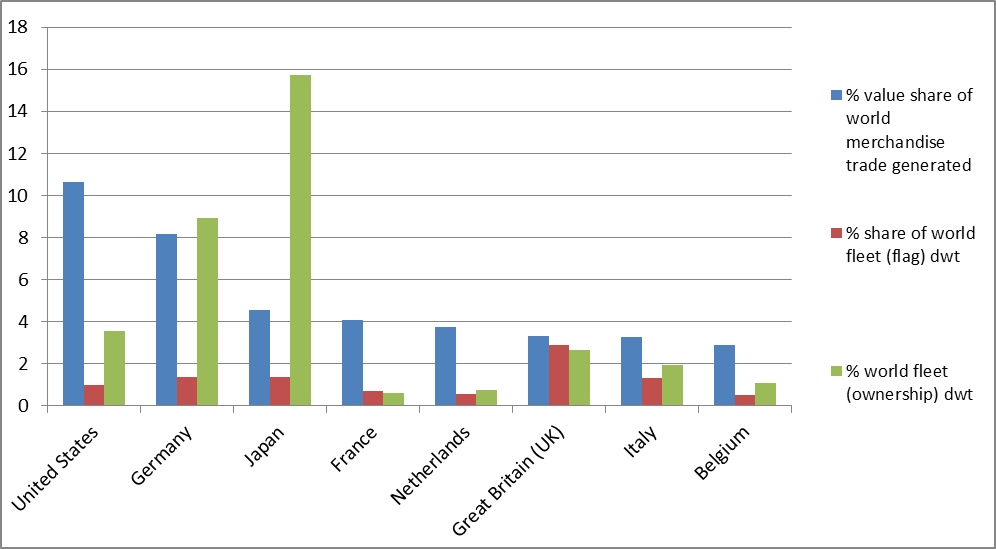 18
16
14
12
10
8
6
4
2
0
United States
Germany
Japan
France
Netherlands
Great Britain (UK)
Italy
Belgium
% value share of
world
merchandise
trade generated
% share of world
fleet (flag) dwt
% world fleet
(ownership) dwt